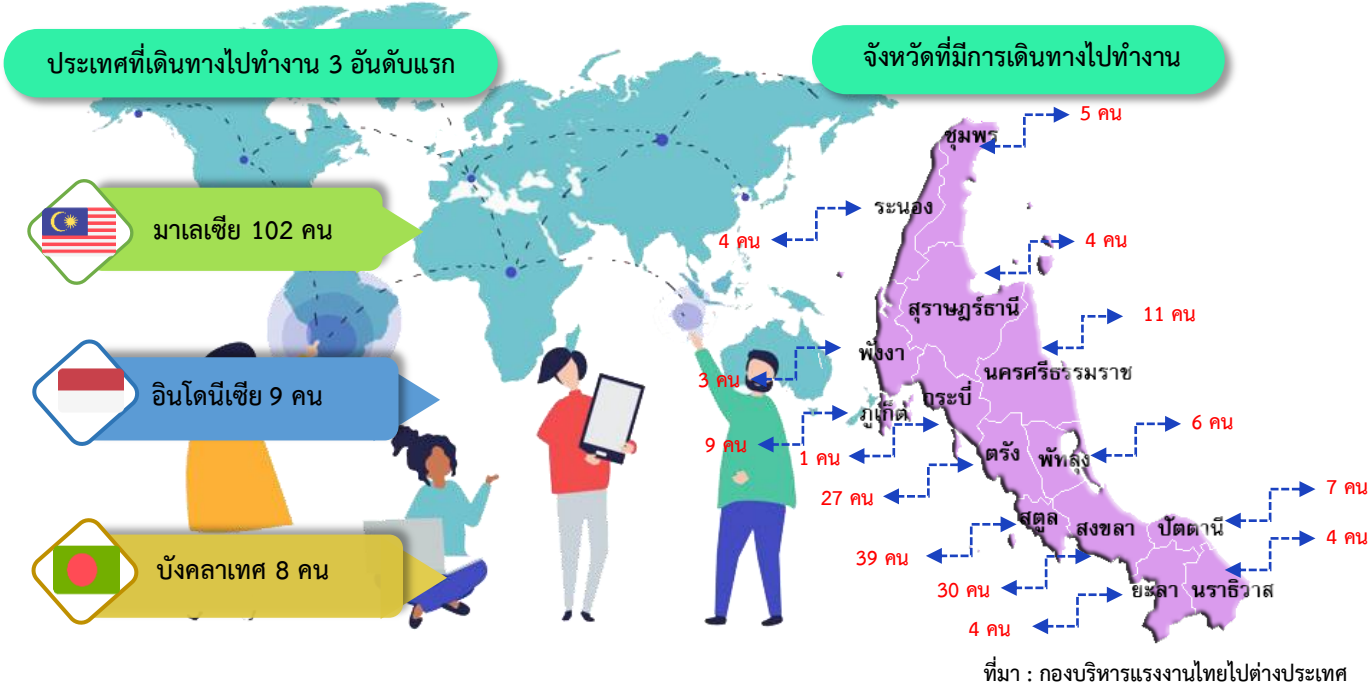 ประเทศที่เดินทางไปทำงาน 3 อันดับแรก
มาเลเซีย 102 คน
อินโดนีเซีย 9 คน
บังคลาเทศ 8 คน
จังหวัดที่มีการเดินทางไปทำงาน
5 คน
ชุมพร
ระนอง
4 คน
4 คน
สุราษฎร์ธานี
11 คน
พังงา
นครศรีธรรมราช
3 คน
กระบี่
ภูเก็ต
6 คน
9 คน
1 คน
ตรัง
พัทลุง
27 คน
7 คน
สตูล
สงขลา
ปัตตานี
4 คน
39 คน
30 คน
ยะลา
นราธิวาส
4 คน
ที่มา : กองบริหารแรงงานไทยไปต่างประเทศ